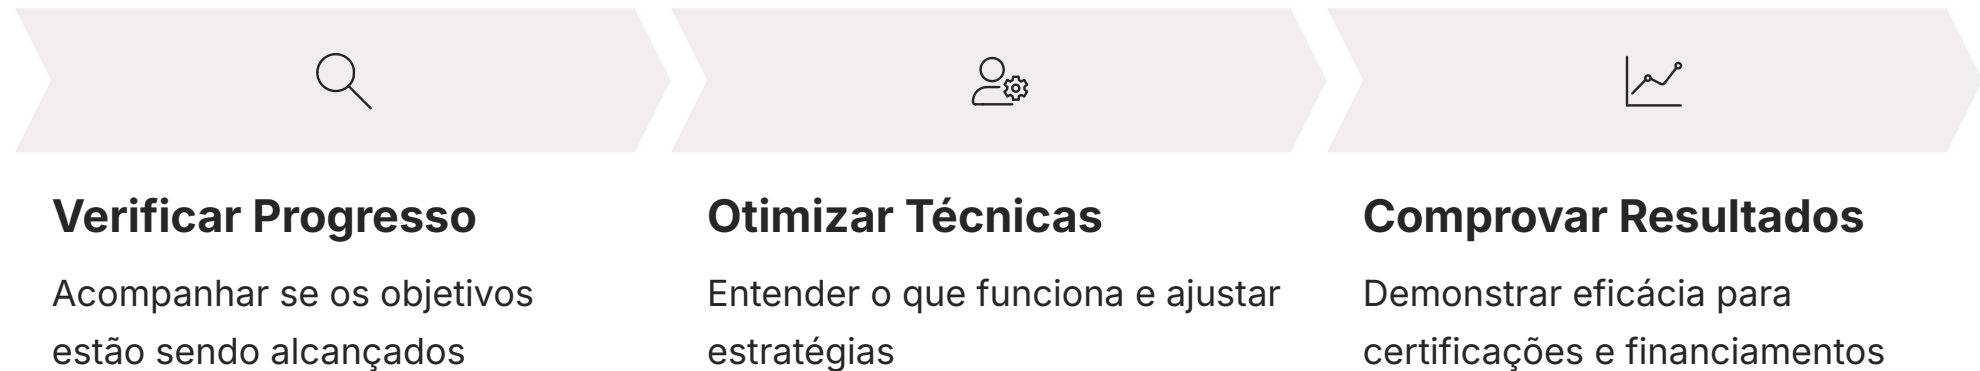 Verificar Progresso
Acompanhar se os objetivos
estão sendo alcançados
Otimizar Técnicas
Entender o que funciona e ajustar
estratégias
Comprovar Resultados
Demonstrar eficácia para
certificações e financiamentos